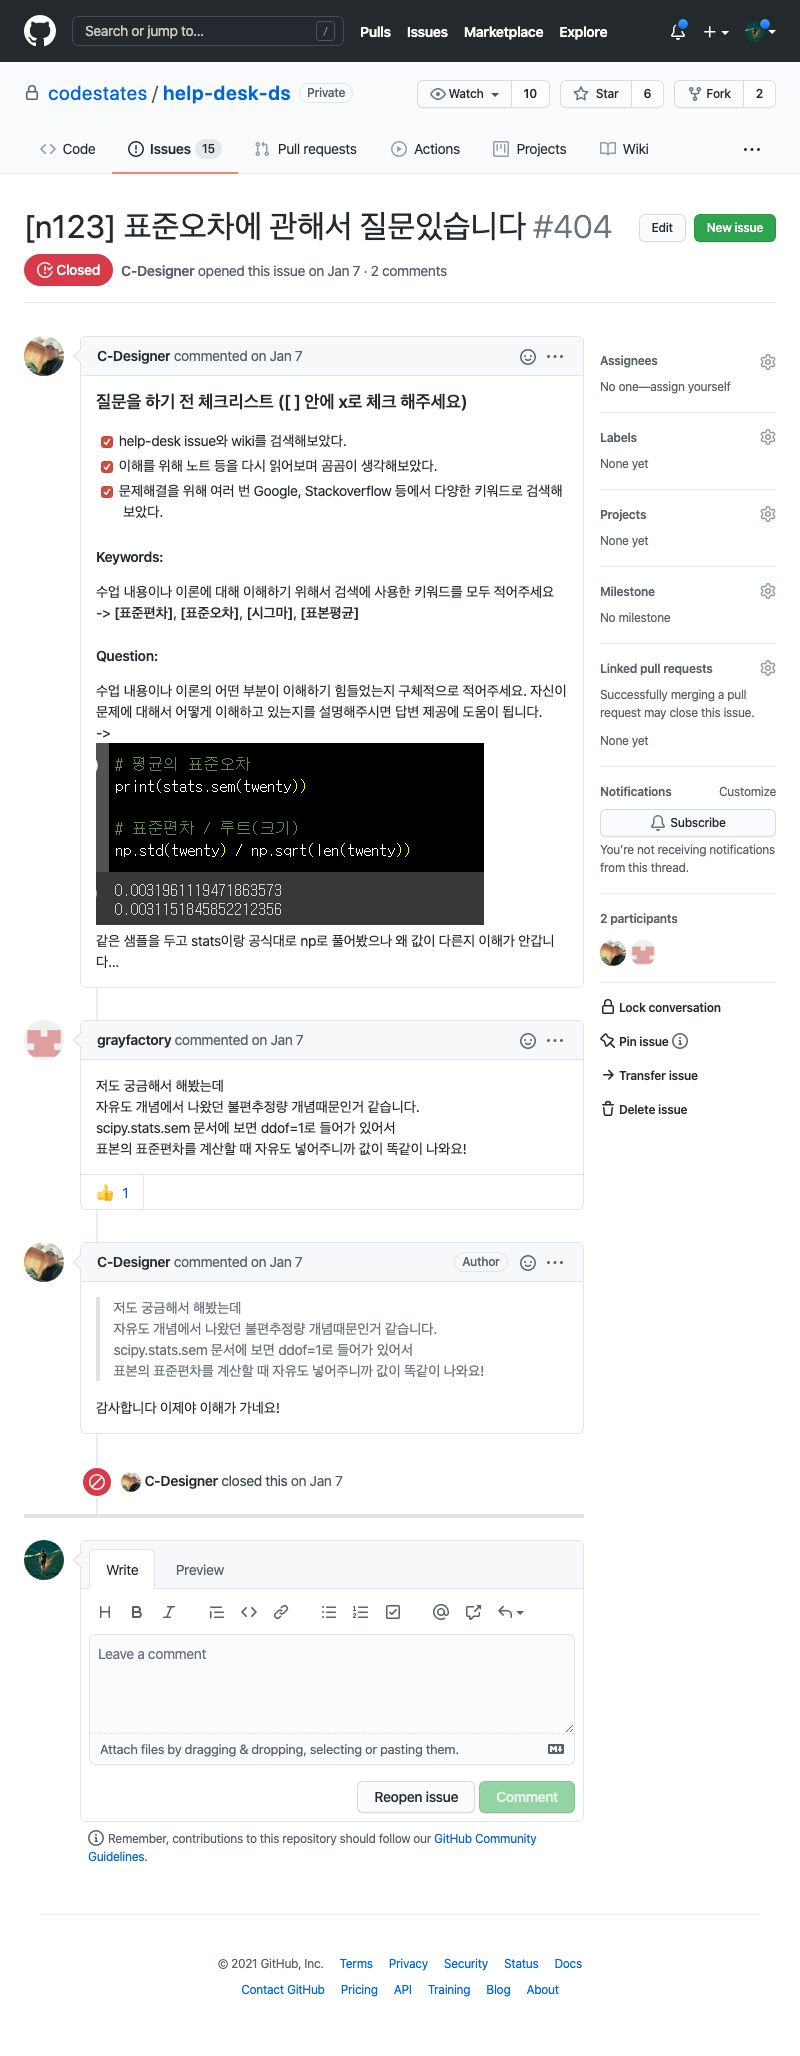 Search or jump to...
/
Pulls Issues Marketplace Explore
codestates / help-desk-ds Private
Watch 10 Star 6 Fork 2
Code Issues 15 Pull requests Actions Projects Wiki
[n123] 표준오차에 관해서 질문있습니다 #404
Edit New issue
Closed C-Designer opened this issue on Jan 7 · 2 comments
C-Designer commented on Jan 7
질문을 하기 전 체크리스트 ([ ] 안에 x로 체크 해주세요)
help-desk issue와 wiki를 검색해보았다.
이해를 위해 노트 등을 다시 읽어보며 곰곰이 생각해보았다.
문제해결을 위해 여러 번 Google, Stackoverflow 등에서 다양한 키워드로 검색해
보았다.
Keywords:
수업 내용이나 이론에 대해 이해하기 위해서 검색에 사용한 키워드를 모두 적어주세요
-> [표준편차], [표준오차], [시그마], [표본평균]
Question:
수업 내용이나 이론의 어떤 부분이 이해하기 힘들었는지 구체적으로 적어주세요. 자신이
문제에 대해서 어떻게 이해하고 있는지를 설명해주시면 답변 제공에 도움이 됩니다.
->
# 평균의 표준오차
print(stats.sem(twenty))
# 표준편차 / 루트(크기)
np.std(twenty) / np.sqrt(len(twenty))
0.0031961119471863573
0.0031151845852212356
같은 샘플을 두고 stats이랑 공식대로 np로 풀어봤으나 왜 값이 다른지 이해가 안갑니
다...
grayfactory commented on Jan 7
저도 궁금해서 해봤는데
자유도 개념에서 나왔던 불편추정량 개념때문인거 같습니다.
scipy.stats.sem 문서에 보면 ddof=1로 들어가 있어서
표본의 표준편차를 계산할 때 자유도 넣어주니까 값이 똑같이 나와요!
1
C-Designer commented on Jan 7 Author
저도 궁금해서 해봤는데
자유도 개념에서 나왔던 불편추정량 개념때문인거 같습니다.
scipy.stats.sem 문서에 보면 ddof=1로 들어가 있어서
표본의 표준편차를 계산할 때 자유도 넣어주니까 값이 똑같이 나와요!
감사합니다 이제야 이해가 가네요!
C-Designer closed this on Jan 7
Write Preview
H B I
@
Leave a comment
Attach files by dragging & dropping, selecting or pasting them.
Reopen issue Comment
Remember, contributions to this repository should follow our GitHub Community
Guidelines.
Assignees
No one—assign yourself
Labels
None yet
Projects
None yet
Milestone
No milestone
Linked pull requests
Successfully merging a pull
request may close this issue.
None yet
Notifications Customize
Subscribe
You're not receiving notifications
from this thread.
2 participants
Lock conversation
Pin issue
Transfer issue
Delete issue
© 2021 GitHub, Inc. Terms Privacy Security Status Docs
Contact GitHub Pricing API Training Blog About